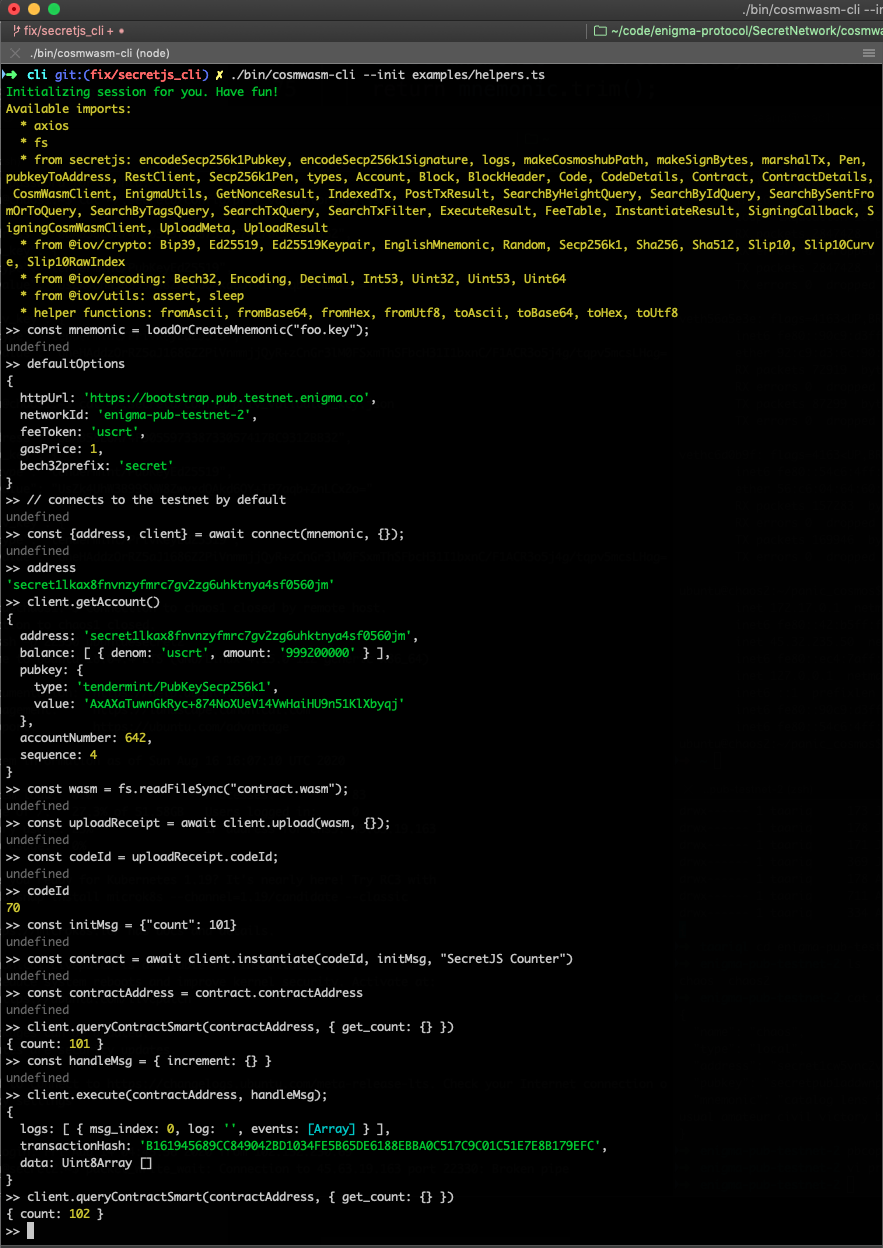 ./bin/cosmwasm-cli --in
fix/secretjs_cli + •
~/code/enigma-protocol/SecretNetwork/cosmwa
./bin/cosmwasm-cli (node)
➜ cli git:(fix/secretjs_cli) ✗ ./bin/cosmwasm-cli --init examples/helpers.ts
Initializing session for you. Have fun!
Available imports:
* axios
* fs
* from secretjs: encodeSecp256k1Pubkey, encodeSecp256k1Signature, logs, makeCosmoshubPath, makeSignBytes, marshalTx, Pen,
pubkeyToAddress, RestClient, Secp256k1Pen, types, Account, Block, BlockHeader, Code, CodeDetails, Contract, ContractDetails,
CosmWasmClient, EnigmaUtils, GetNonceResult, IndexedTx, PostTxResult, SearchByHeightQuery, SearchByIdQuery, SearchBySentFro
mOrToQuery, SearchByTagsQuery, SearchTxQuery, SearchTxFilter, ExecuteResult, FeeTable, InstantiateResult, SigningCallback, S
igningCosmWasmClient, UploadMeta, UploadResult
* from @iov/crypto: Bip39, Ed25519, Ed25519Keypair, EnglishMnemonic, Random, Secp256k1, Sha256, Sha512, Slip10, Slip10Curv
e, Slip10RawIndex
* from @iov/encoding: Bech32, Encoding, Decimal, Int53, Uint32, Uint53, Uint64
* from @iov/utils: assert, sleep
* helper functions: fromAscii, fromBase64, fromHex, fromUtf8, toAscii, toBase64, toHex, toUtf8
>> const mnemonic = loadOrCreateMnemonic("foo.key");
undefined
>> defaultOptions
{
httpUrl: 'https://bootstrap.pub.testnet.enigma.co',
networkId: 'enigma-pub-testnet-2',
feeToken: 'uscrt',
gasPrice: 1,
bech32prefix: 'secret'
}
>> // connects to the testnet by default
undefined
>> const {address, client} = await connect(mnemonic, {});
undefined
>> address
'secret1lkax8fnvnzyfmrc7gv2zg6uhktnya4sf0560jm'
>> client.getAccount()
{
address: 'secret1lkax8fnvnzyfmrc7gv2zg6uhktnya4sf0560jm',
balance: [ { denom: 'uscrt', amount: '999200000' } ],
pubkey: {
type: 'tendermint/PubKeySecp256k1',
value: 'AxAXaTuwnGkRyc+874NoXUeV14VwHaiHU9n51KlXbyqj'
},
accountNumber: 642,
sequence: 4
}
>> const wasm = fs.readFileSync("contract.wasm");
undefined
>> const uploadReceipt = await client.upload(wasm, {});
undefined
>> const codeId = uploadReceipt.codeId;
undefined
>> codeId
70
>> const initMsg = {"count": 101}
undefined
>> const contract = await client.instantiate(codeId, initMsg, "SecretJS Counter")
undefined
>> const contractAddress = contract.contractAddress
undefined
>> client.queryContractSmart(contractAddress, { get_count: {} })
{ count: 101 }
>> const handleMsg = { increment: {} }
undefined
>> client.execute(contractAddress, handleMsg);
{
logs: [ { msg_index: 0, log: '', events: [Array] } ],
transactionHash: 'B161945689CC849042BD1034FE5B65DE6188EBBA0C517C9C01C51E7E8B179EFC',
data: Uint8Array []
}
>> client.queryContractSmart(contractAddress, { get_count: {} })
{ count: 102 }
>>